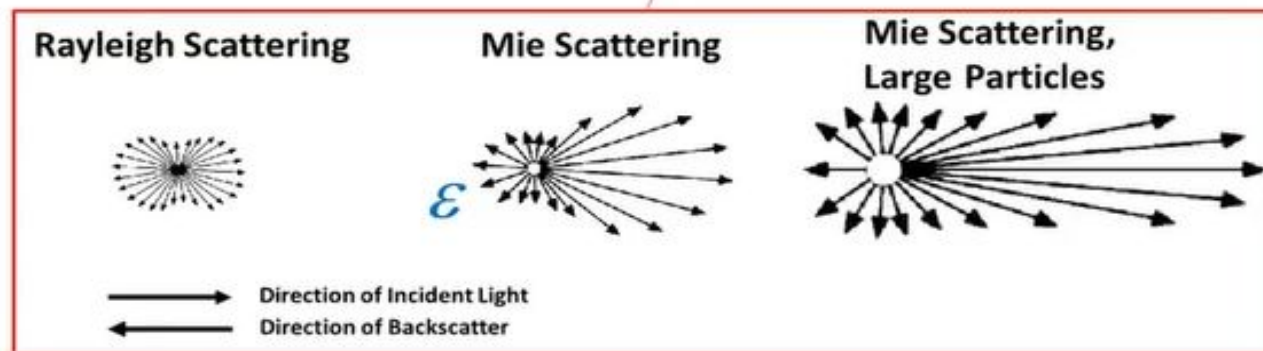 Rayleigh Scattering
Mie Scattering
Mie Scattering,
Large Particles
ε
Direction of Incident Light
Direction of Backscatter